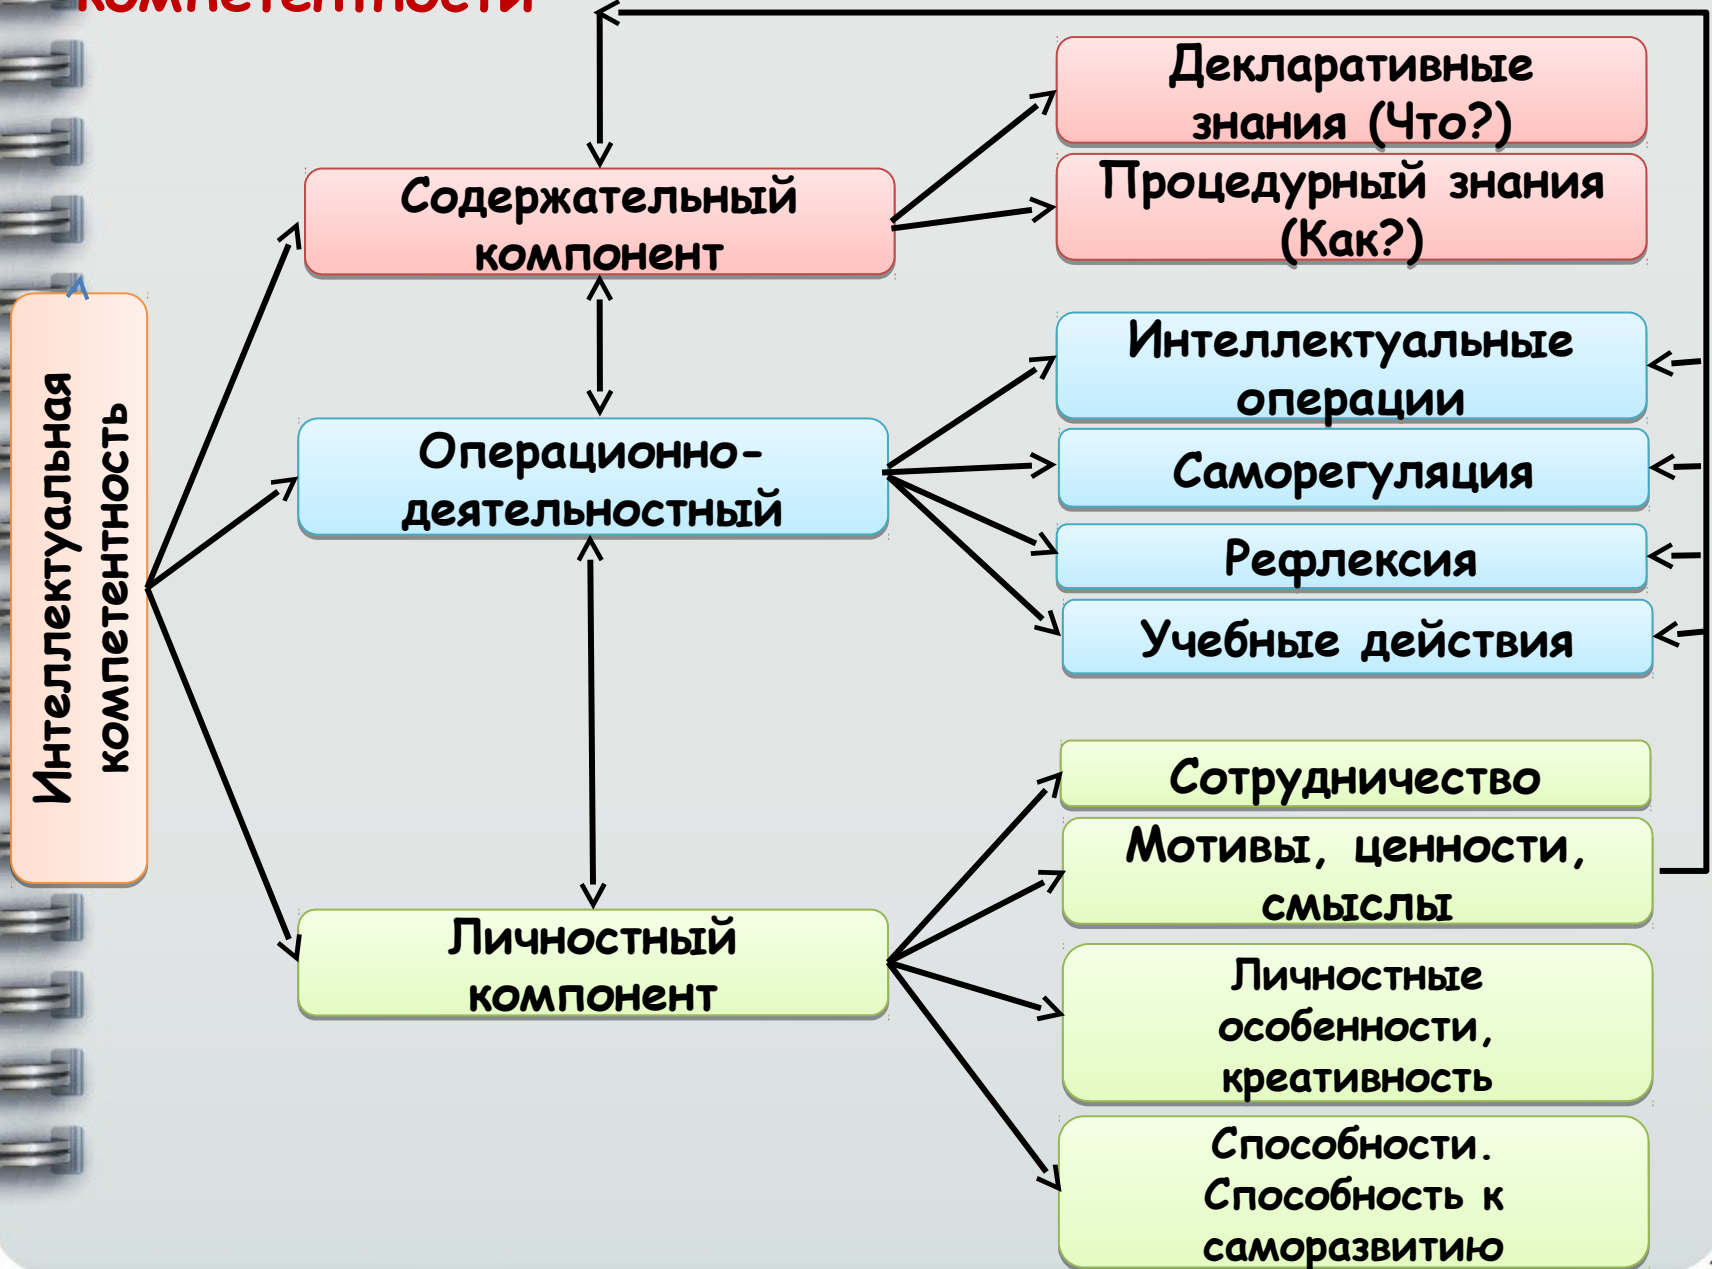 компетентности
Декларативные
знания (Что?)
Процедурный знания
(Как?)
Содержательный
компонент
Интеллектуальная
компетентность
Интеллектуальные
операции
Операционно-
деятельностный
Саморегуляция
Рефлексия
Учебные действия
Сотрудничество
Мотивы, ценности,
смыслы
Личностный
компонент
Личностные
особенности,
креативность
Способности.
Способность к
саморазвитию